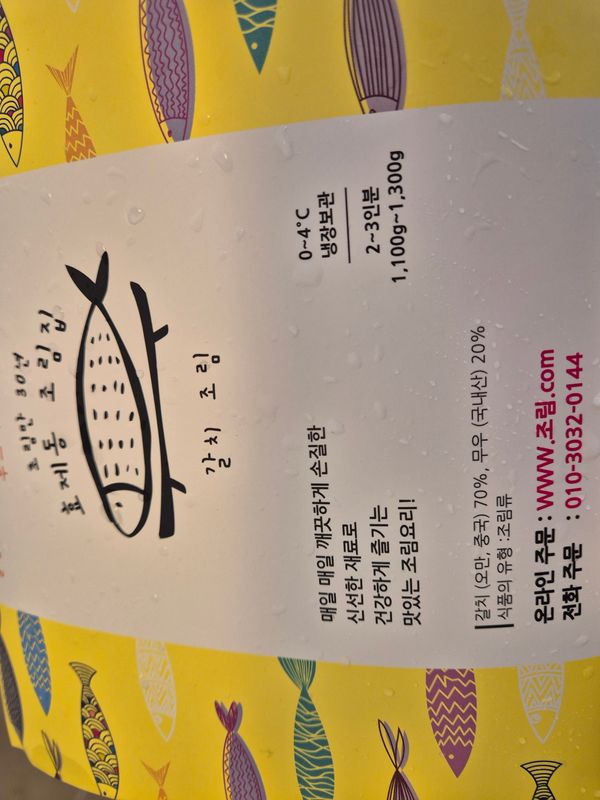 조림만 30년
효제동 조림집
갈치 조림
0~4°C
냉장보관
2~3인분
1,100g~1,300g
매일 매일 깨끗하게 손질한
신선한 재료로
건강하게 즐기는
맛있는 조림요리!
갈치 (오만, 중국) 70%, 무우 (국내산) 20%
식품의 유형 :조림류
온라인 주문 : www.조림.com
전화 주문 : 010-3032-0144